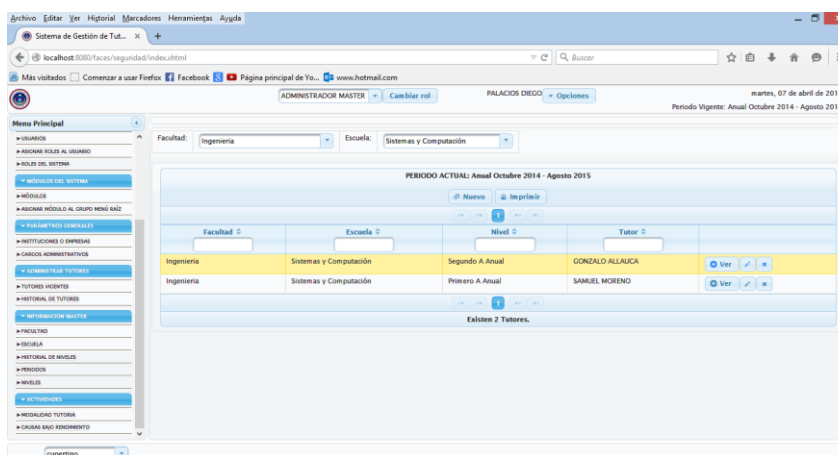 Archivo Editar Ver Historial Marcadores Herramientas Ayuda
Sistema de Gestión de Tut... × +
localhost:8080/faces/seguridad/index.xhtml
Buscar
Más visitados Comenzar a usar Firefox Facebook Página principal de Yo... www.hotmail.com
ADMINISTRADOR MASTER Cambiar rol PALACIOS DIEGO Opciones martes, 07 de abril de 201
Periodo Vigente: Anual Octubre 2014 - Agosto 201
Menu Principal
USUARIOS
ASIGNAR ROLES AL USUARIO
ROLES DEL SISTEMA
MÓDULOS DEL SISTEMA
MÓDULOS
ASIGNAR MÓDULO AL GRUPO MENÚ RAÍZ
PARÁMETROS GENERALES
INSTITUCIONES O EMPRESAS
CARGOS ADMINISTRATIVOS
ADMINISTRAR TUTORES
TUTORES VIGENTES
HISTORIAL DE TUTORES
INFORMACION MASTER
FACULTAD
ESCUELA
HISTORIAL DE NIVELES
PERIODOS
NIVELES
ACTIVIDADES
MODALIDAD TUTORIA
CAUSAS BAJO RENDIMIENTO
cupertino
Facultad: Ingenieria Escuela: Sistemas y Computación
PERIODO ACTUAL: Anual Octubre 2014 - Agosto 2015
Nuevo Imprimir
1
Facultad Escuela Nivel Tutor
Ingenieria Sistemas y Computación Segundo A Anual GONZALO ALLAUCA Ver
Ingenieria Sistemas y Computación Primero A Anual SAMUEL MORENO Ver
1
Existen 2 Tutores.